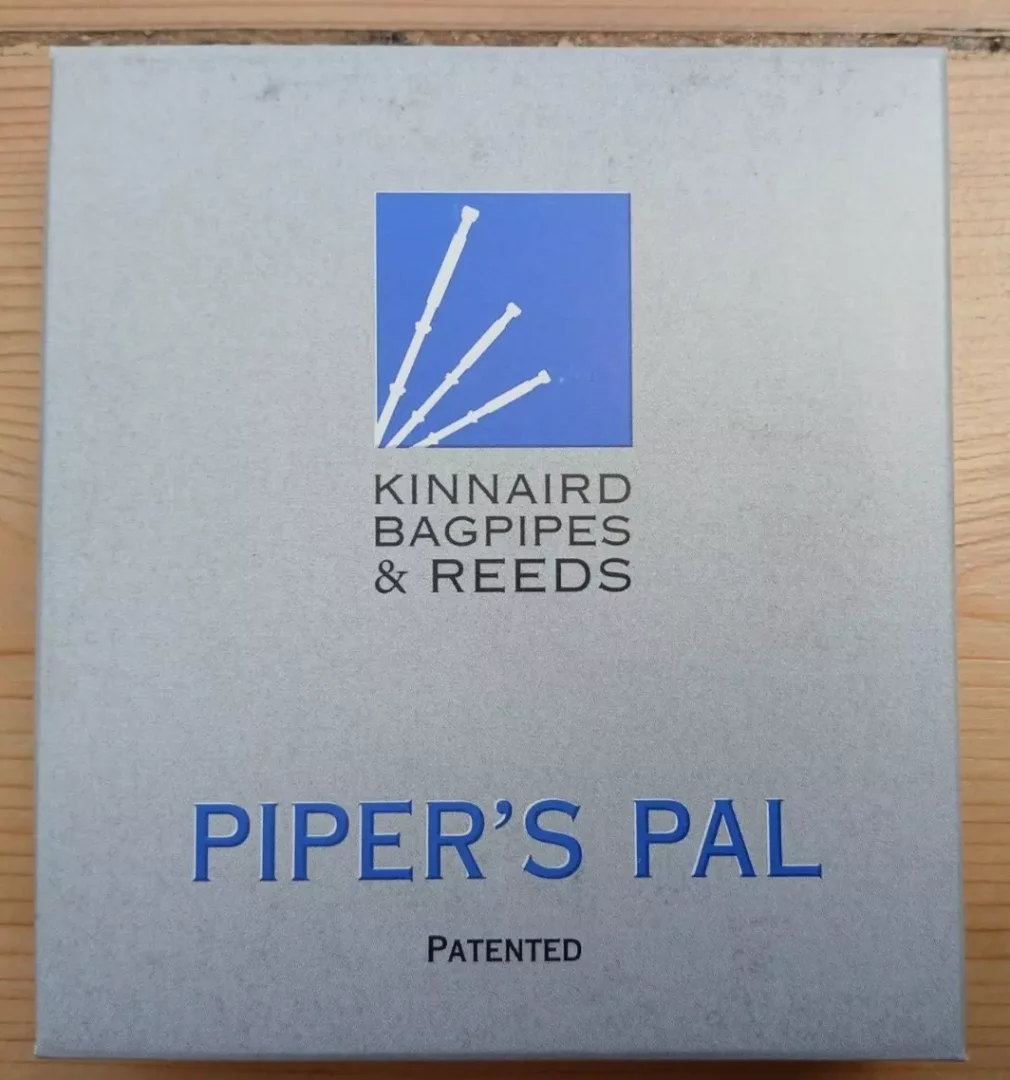 KINNAIRD
BAGPIPES
& REEDS
PIPER'S PAL
PATENTED